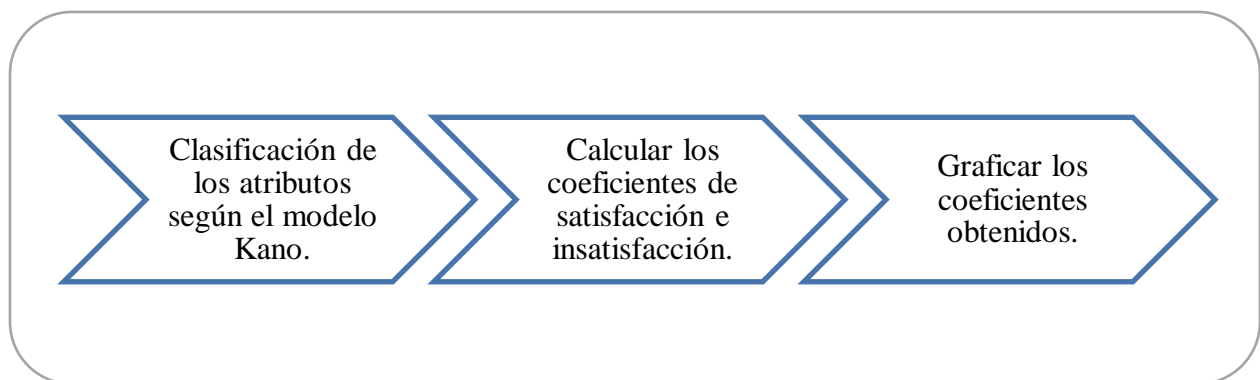 Clasificación de
los atributos
según el modelo
Kano.
Calcular los
coeficientes de
satisfacción e
insatisfacción.
Graficar los
coeficientes
obtenidos.